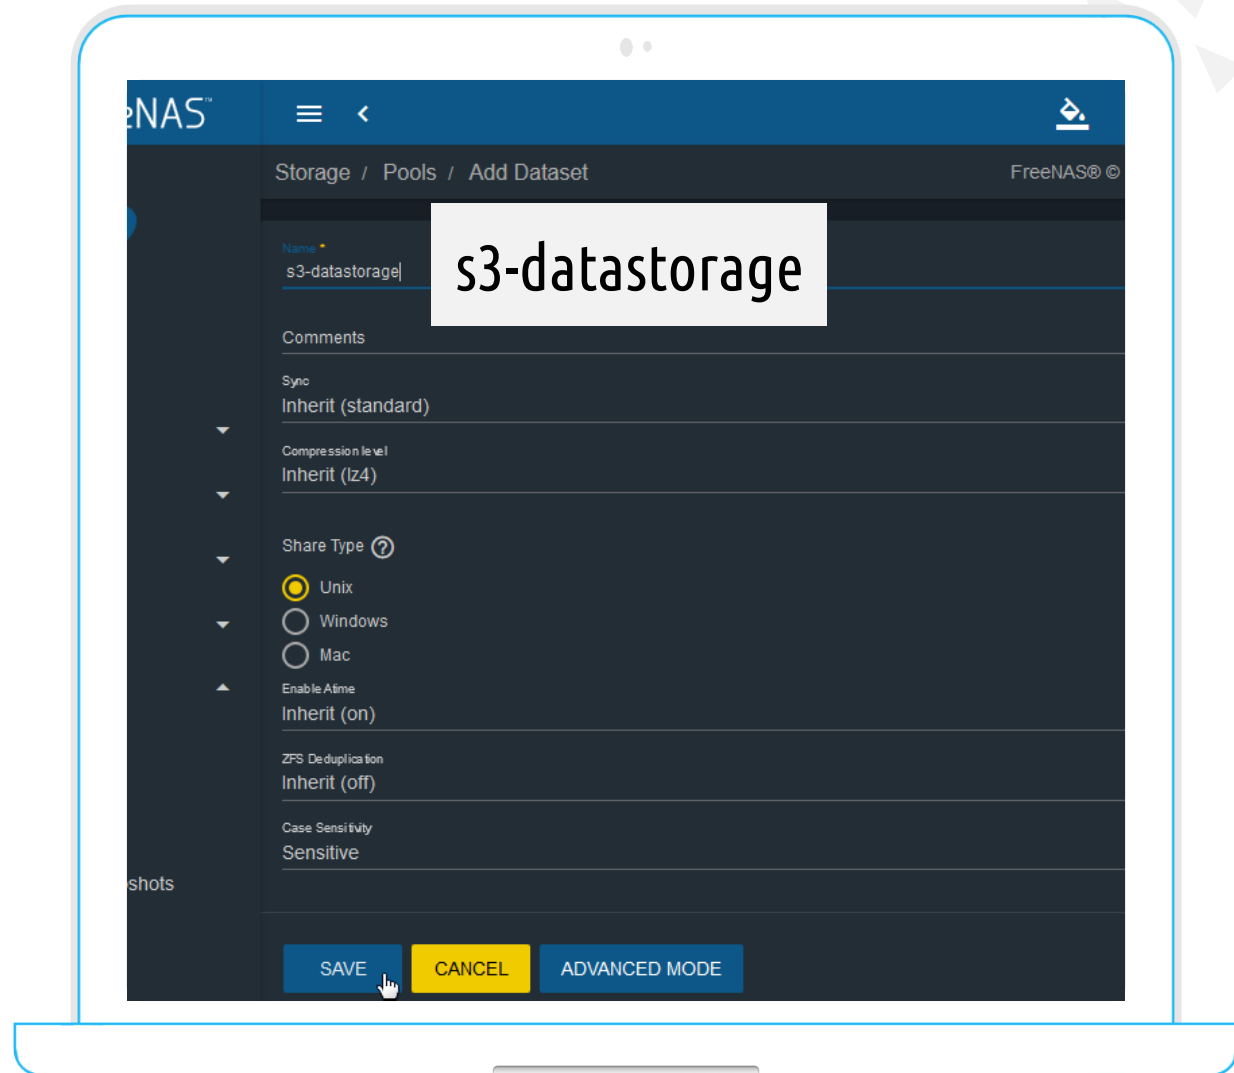 eNAS™
Storage / Pools / Add Dataset
FreeNAS® ©
Name *
s3-datastorage
s3-datastorage
Comments
Sync
Inherit (standard)
Compression level
Inherit (lz4)
Share Type ?
Unix
Windows
Mac
Enable Atime
Inherit (on)
ZFS Deduplication
Inherit (off)
Case Sensitivity
Sensitive
shots
SAVE
CANCEL
ADVANCED MODE